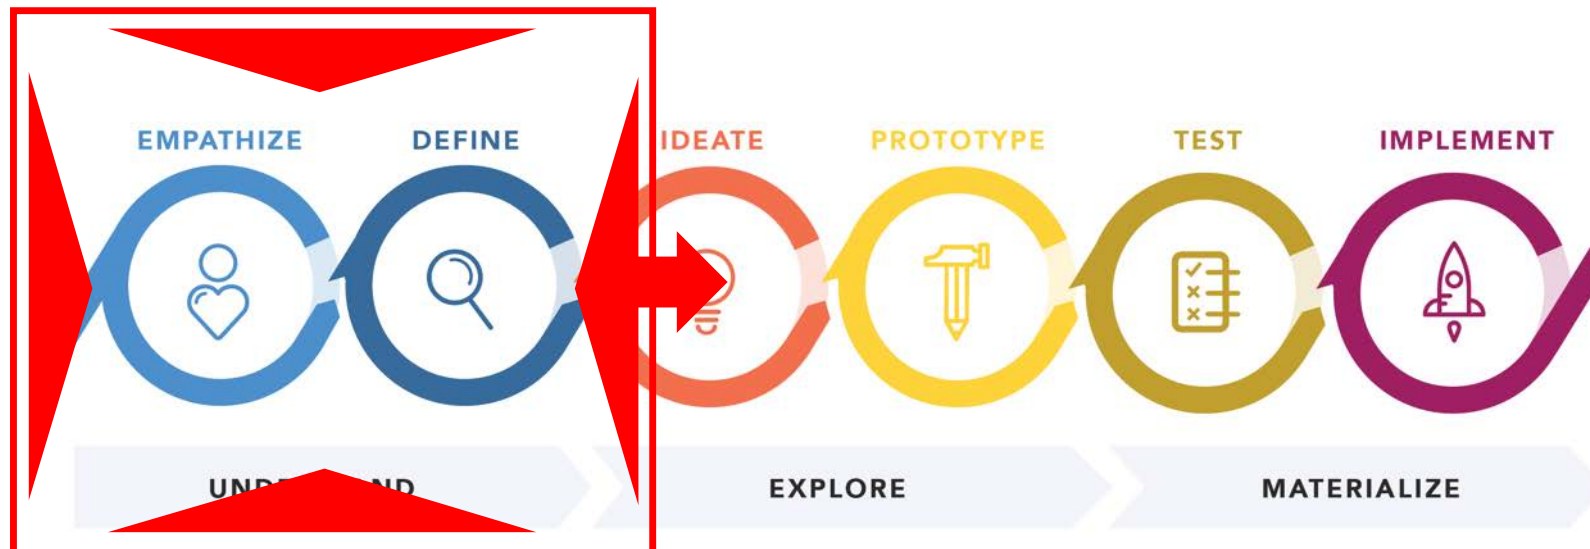 EMPATHIZE DEFINE IDEATE PROTOTYPE TEST IMPLEMENT
EXPLORE MATERIALIZE